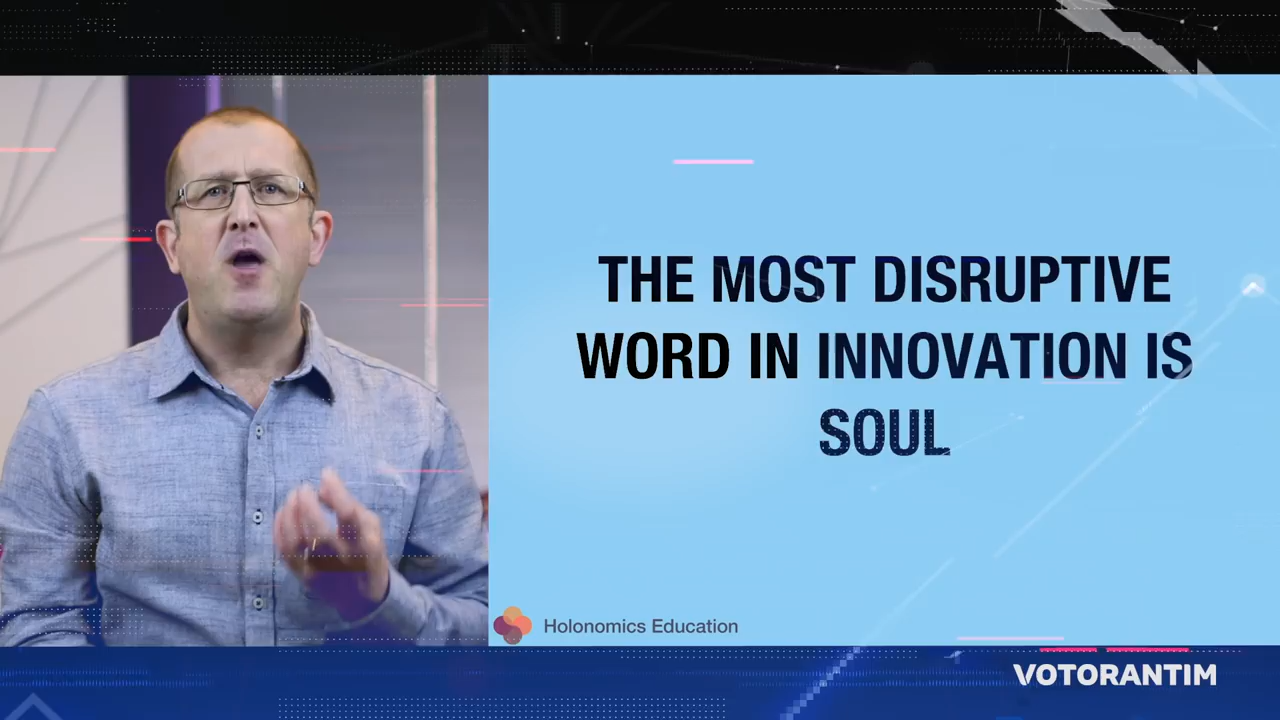 THE MOST DISRUPTIVE
WORD IN INNOVATION IS
SOUL
Holonomics Education
VOTORANTIM